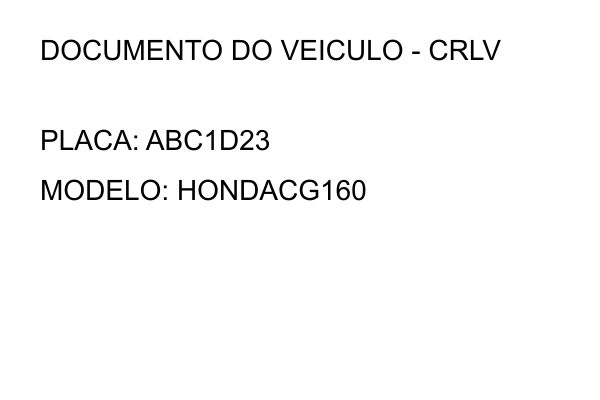 DOCUMENTO DO VEICULO - CRLV
PLACA: ABC1D23
MODELO: HONDACG160